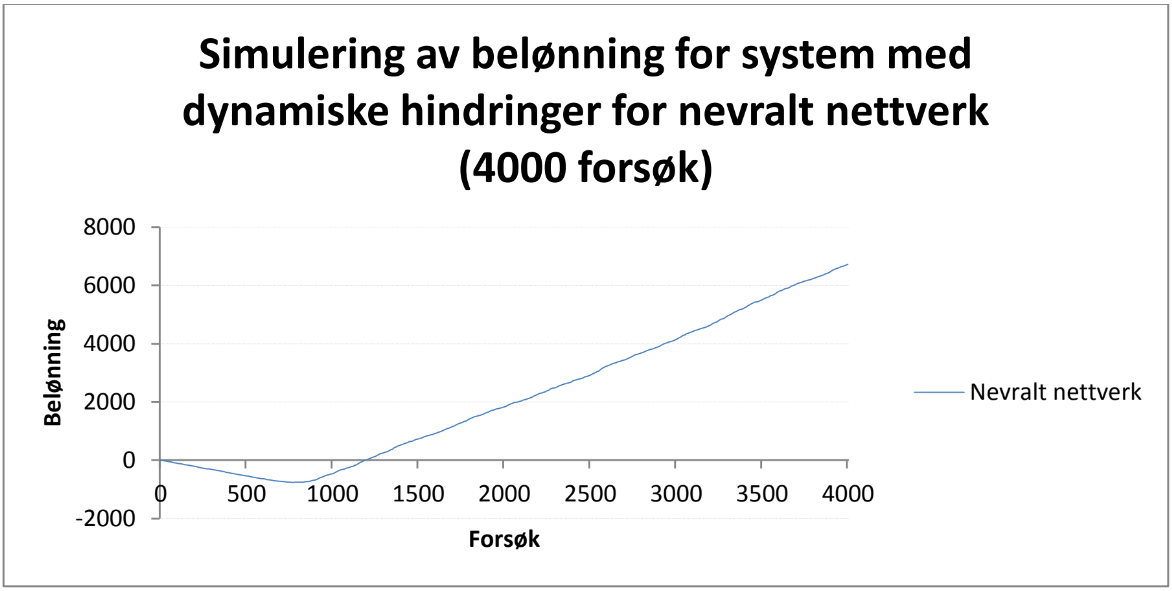 Simulering av belønning for system med
dynamiske hindringer for nevralt nettverk
(4000 forsøk)
8000
6000
4000
2000
0
-2000
Belønning
0 500 1000 1500 2000 2500 3000 3500 4000
Forsøk
Nevralt nettverk